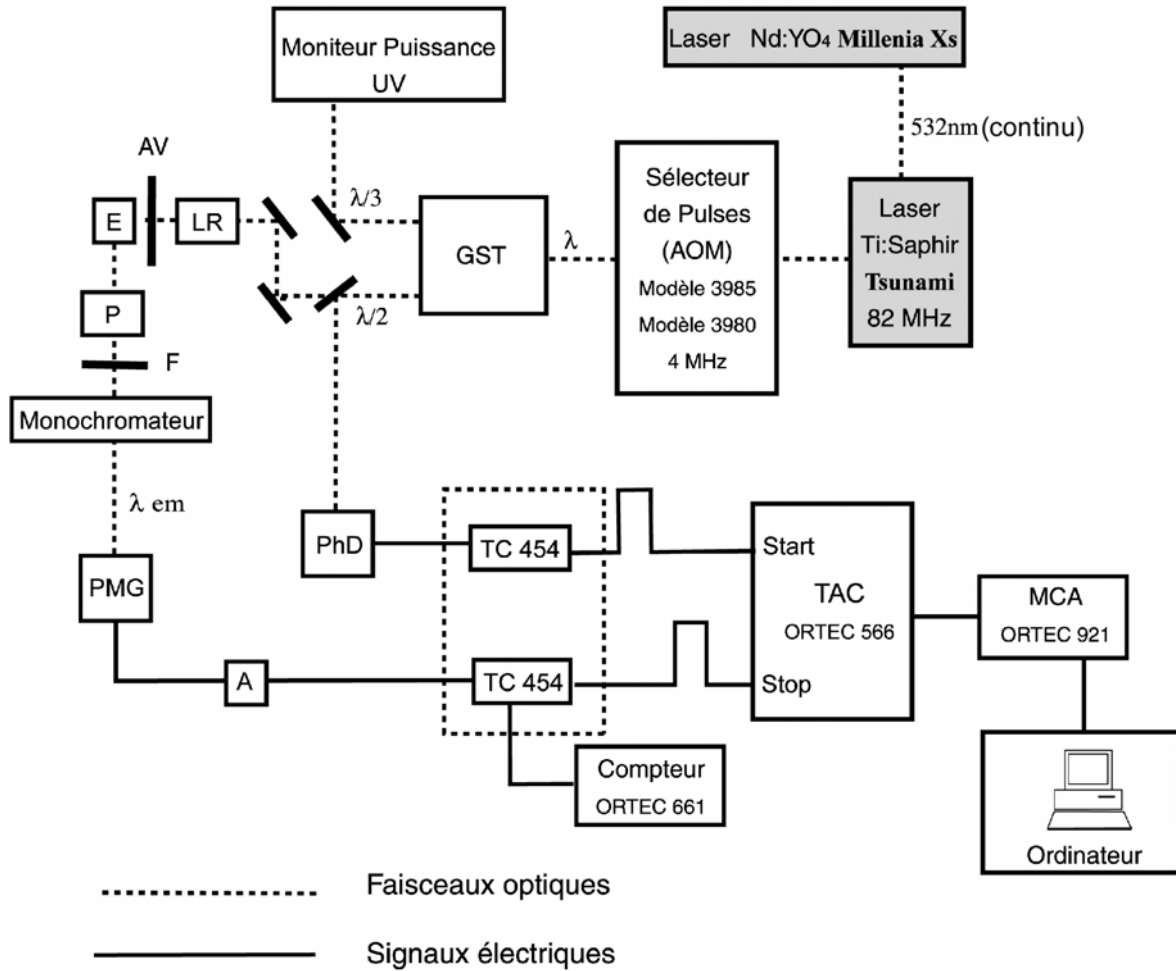 Moniteur Puissance
UV
Laser Nd:YO₄ Millenia Xs
532nm (continu)
AV
E
LR
λ/3
GST
λ
Sélecteur
de Pulses
(AOM)
Modèle 3985
Modèle 3980
4 MHz
Laser
Ti:Saphir
Tsunami
82 MHz
λ/2
P
F
Monochromateur
λ em
PhD
TC 454
Start
PMG
TAC
ORTEC 566
MCA
ORTEC 921
A
TC 454
Stop
Compteur
ORTEC 661
Ordinateur
Faisceaux optiques
Signaux électriques